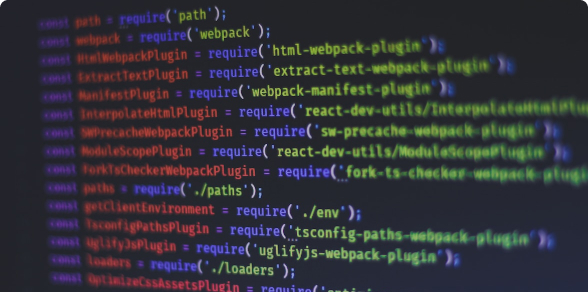 const path = require('path');
const webpack = require('webpack');
const HtmlWebpackPlugin = require('html-webpack-plugin');
const ExtractTextPlugin = require('extract-text-webpack-plugin');
const ManifestPlugin = require('webpack-manifest-plugin');
const InterpolateHtmlPlugin = require('react-dev-utils/InterpolateHtmlPlu
const SWPrecacheWebpackPlugin = require('sw-precache-webpack-plugin');
const ModuleScopePlugin = require('react-dev-utils/ModuleScopePlugin');
const ForkTsCheckerWebpackPlugin = require('fork-ts-checker-webpack-plugi
const paths = require('./paths');
const getClientEnvironment = require('./env');
const TsconfigPathsPlugin = require('tsconfig-paths-webpack-plugin');
const UglifyJsPlugin = require('uglifyjs-webpack-plugin');
const loaders = require('./loaders');
const OptimizeCssAssetsPlugin = require('optimi